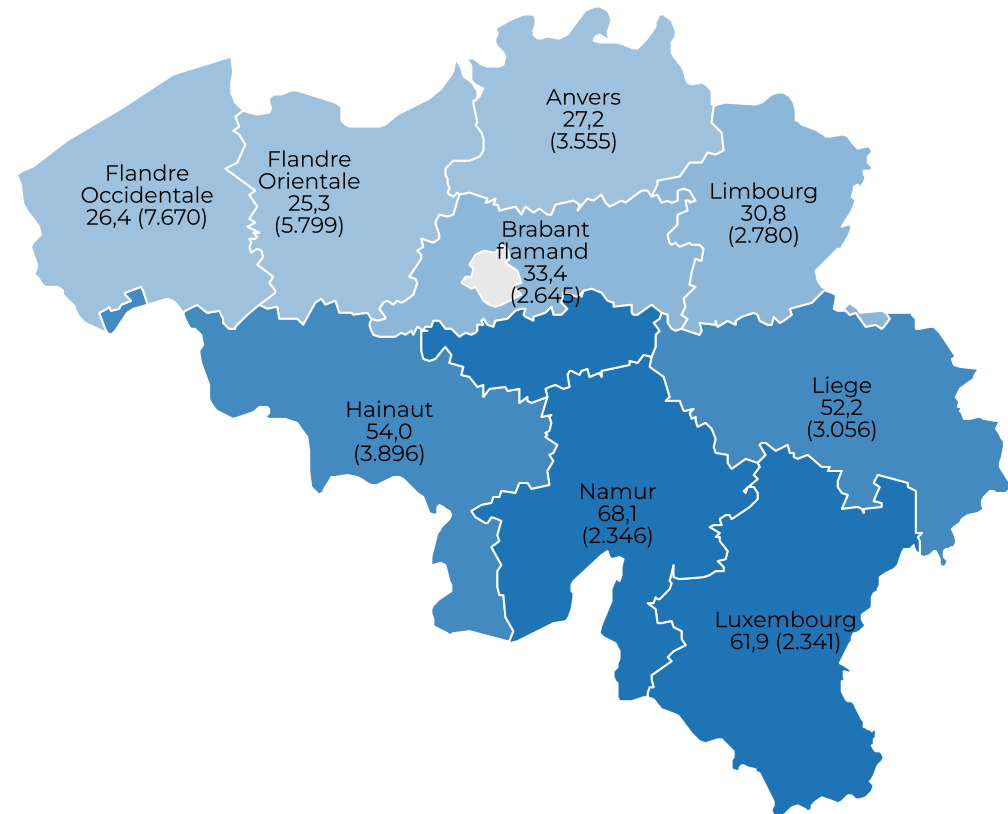 Anvers
27,2
(3.555)
Flandre
Occidentale
26,4 (7.670)
Flandre
Orientale
25,3
(5.799)
Limbourg
30,8
(2.780)
Brabant
flamand
33,4
(2.645)
Liege
52,2
(3.056)
Hainaut
54,0
(3.896)
Namur
68,1
(2.346)
Luxembourg
61,9 (2.341)